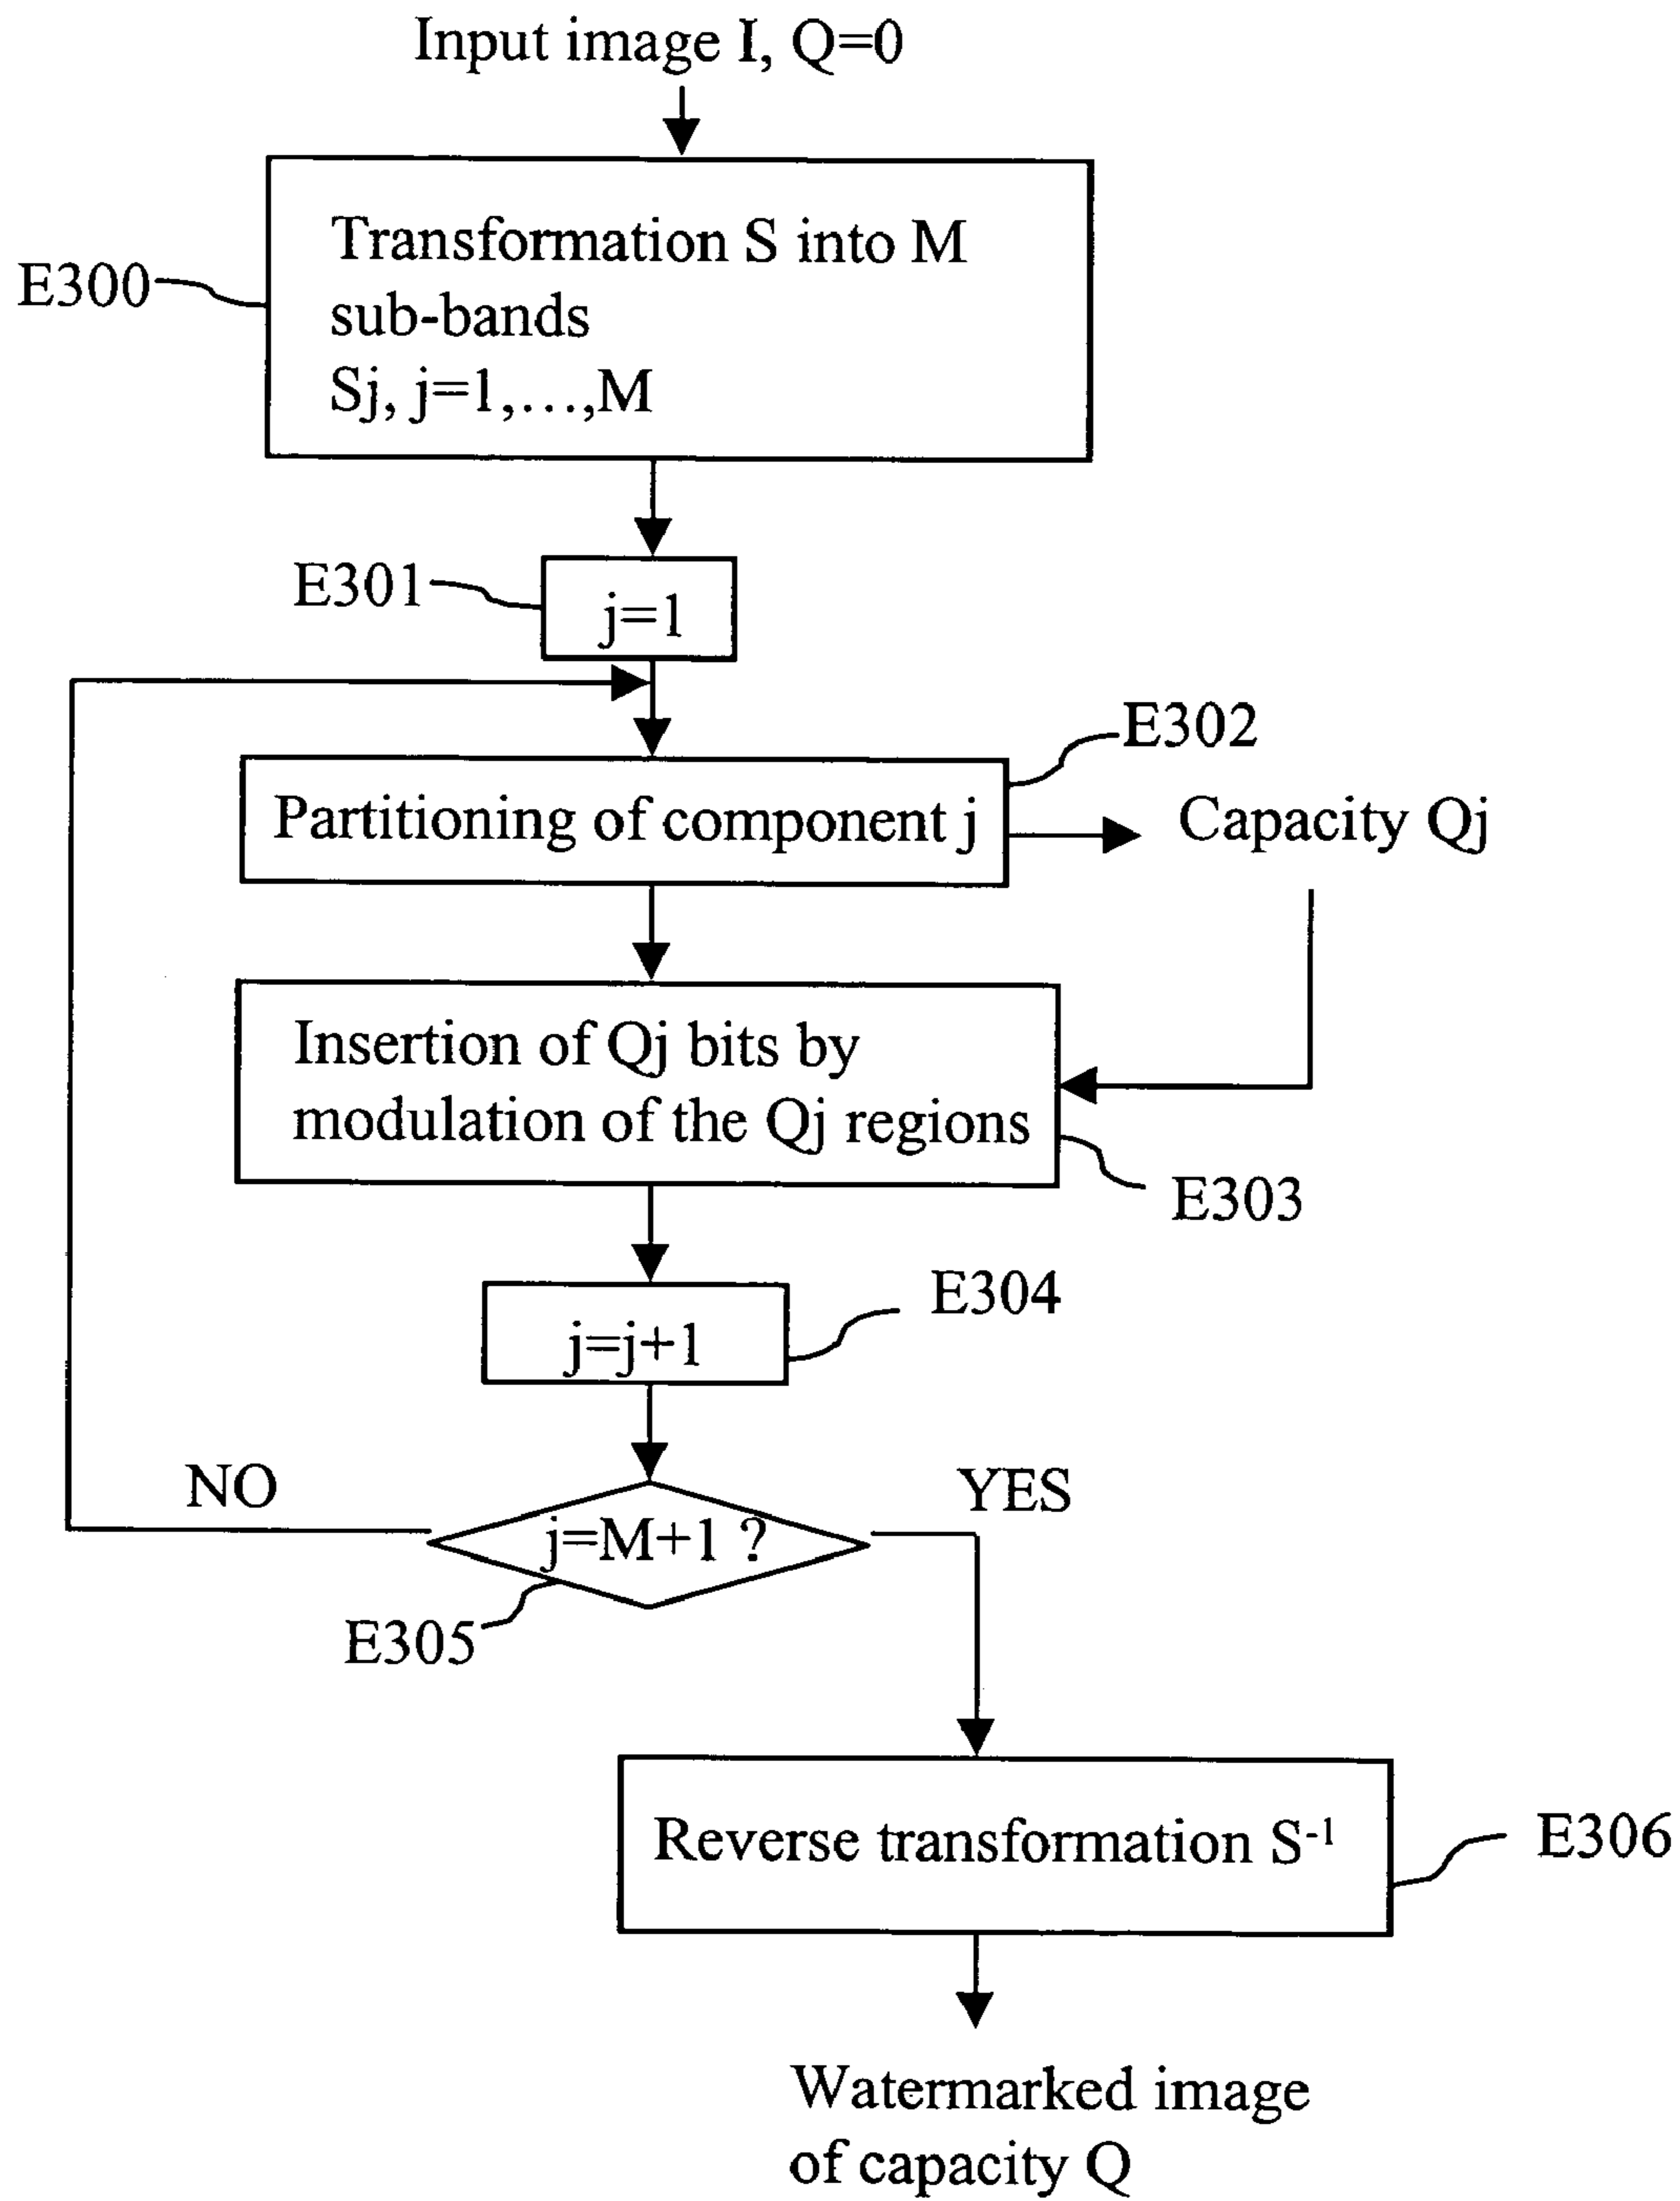 Input image I, Q=0
Transformation S into M
sub-bands
Sj, j=1,...,M
E300
E301
j=1
E302
Partitioning of component j
Capacity Qj
Insertion of Qj bits by
modulation of the Qj regions
E303
E304
j=j+1
NO
YES
j=M+1 ?
E305
Reverse transformation S⁻¹
E306
Watermarked image
of capacity Q